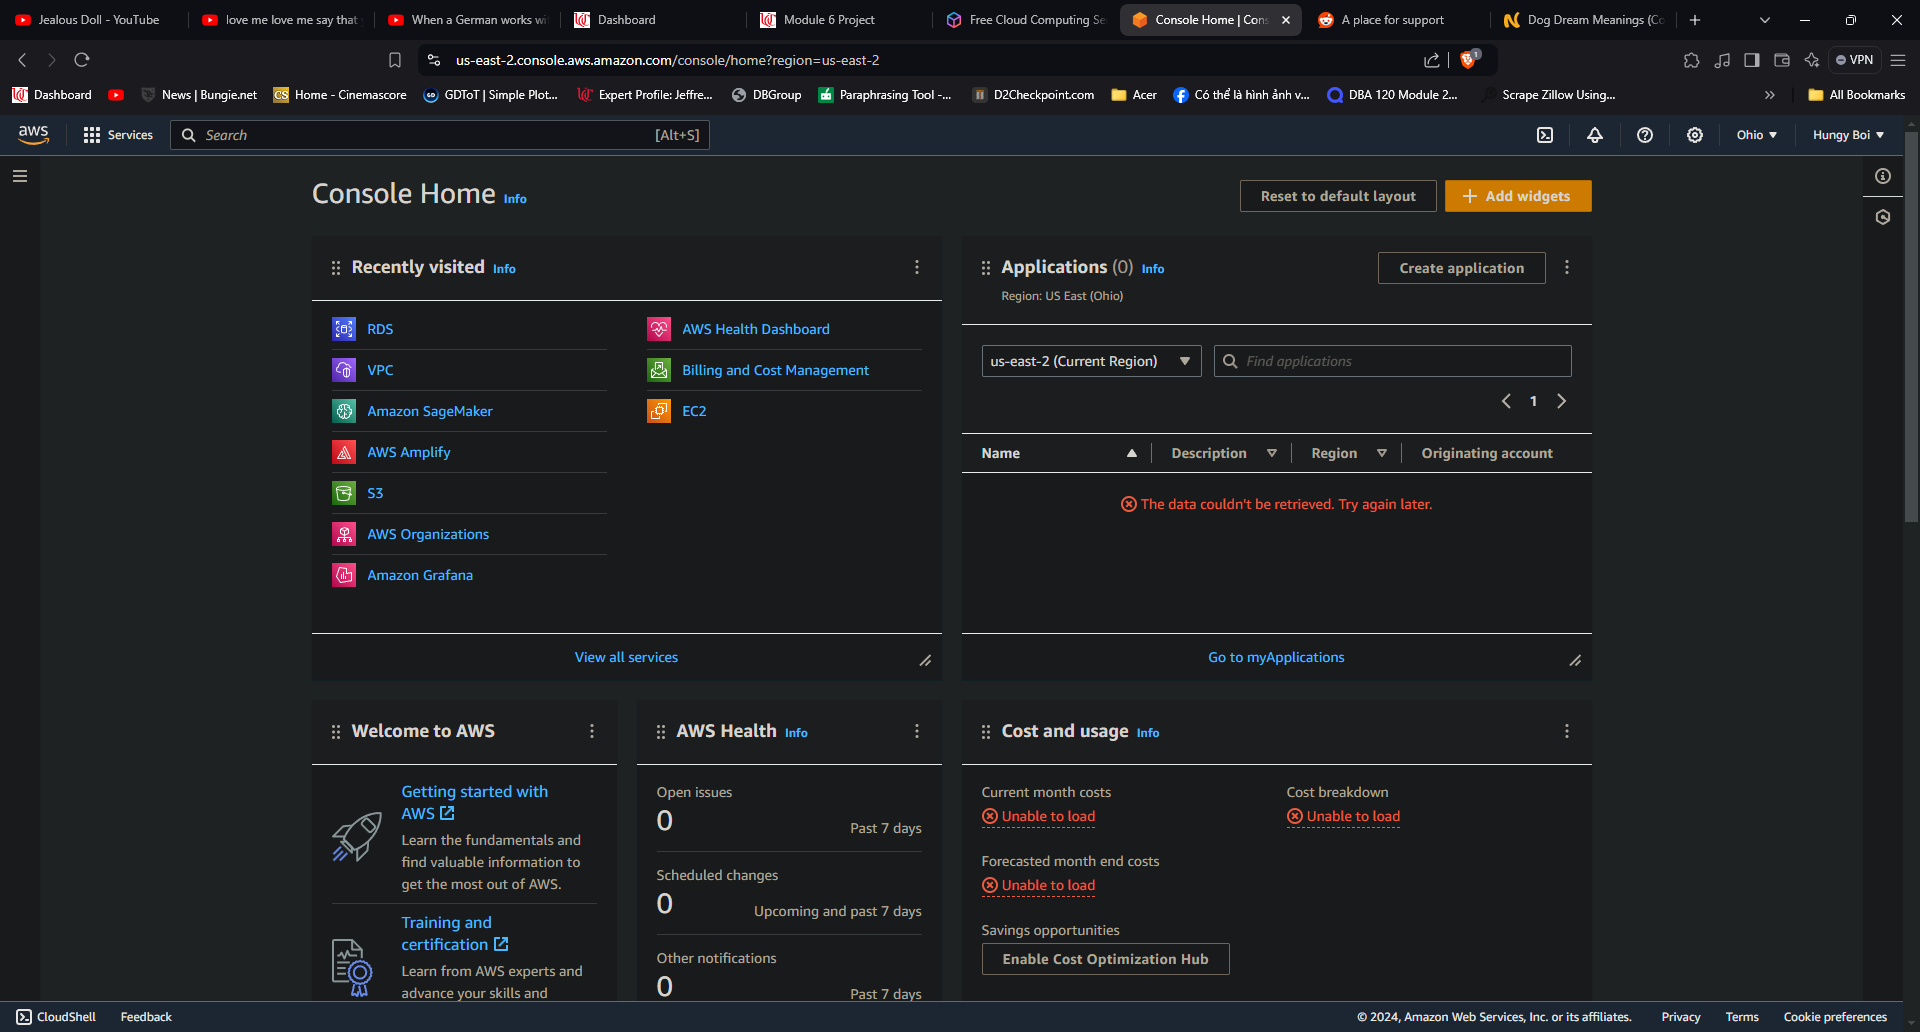 Jealous Doll - YouTube
love me love me say that
When a German works wi
Dashboard
Module 6 Project
Free Cloud Computing Se
Console Home | Cons
A place for support
Dog Dream Meanings (Co
us-east-2.console.aws.amazon.com/console/home?region=us-east-2
1
VPN
Dashboard
News | Bungie.net
CS
Home - Cinemascore
GD
GDToT | Simple Plot...
Expert Profile: Jeffre...
DBGroup
Paraphrasing Tool -...
D2Checkpoint.com
Acer
Có thể là hình ảnh v...
DBA 120 Module 2...
Scrape Zillow Using...
All Bookmarks
aws
Services
Search
[Alt+S]
Ohio
Hungy Boi
Console Home Info
Reset to default layout
Add widgets
Recently visited Info
RDS
VPC
Amazon SageMaker
AWS Amplify
S3
AWS Organizations
Amazon Grafana
AWS Health Dashboard
Billing and Cost Management
EC2
View all services
Applications (0) Info
Region: US East (Ohio)
Create application
us-east-2 (Current Region)
Find applications
1
Name
Description
Region
Originating account
The data couldn't be retrieved. Try again later.
Go to myApplications
Welcome to AWS
Getting started with
AWS
Learn the fundamentals and
find valuable information to
get the most out of AWS.
Training and
certification
Learn from AWS experts and
advance your skills and
AWS Health Info
Open issues
0
Past 7 days
Scheduled changes
0
Upcoming and past 7 days
Other notifications
0
Past 7 days
Cost and usage Info
Current month costs
Unable to load
Cost breakdown
Unable to load
Forecasted month end costs
Unable to load
Savings opportunities
Enable Cost Optimization Hub
CloudShell
Feedback
© 2024, Amazon Web Services, Inc. or its affiliates.
Privacy
Terms
Cookie preferences